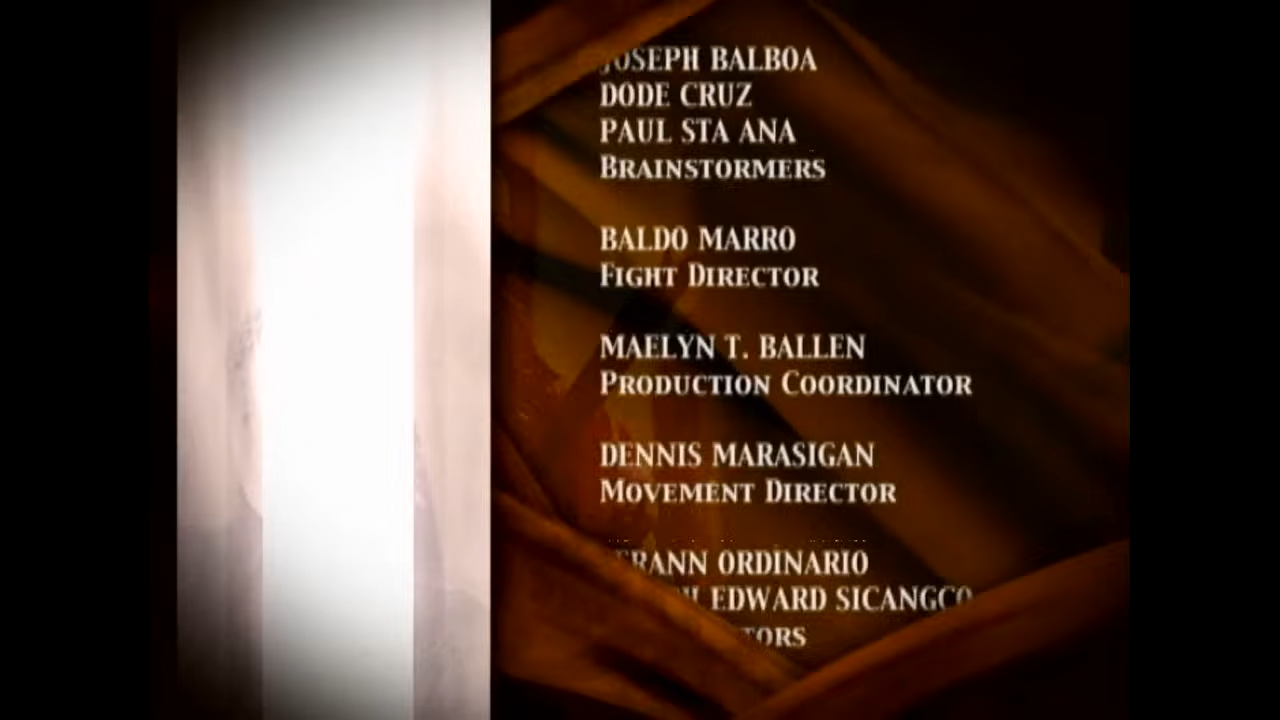 JOSEPH BALBOA
DODE CRUZ
PAUL STA ANA
BRAINSTORMERS
BALDO MARRO
FIGHT DIRECTOR
MAELYN T. BALLEN
PRODUCTION COORDINATOR
DENNIS MARASIGAN
MOVEMENT DIRECTOR
ORDINARIO
EDWARD SICANGCO